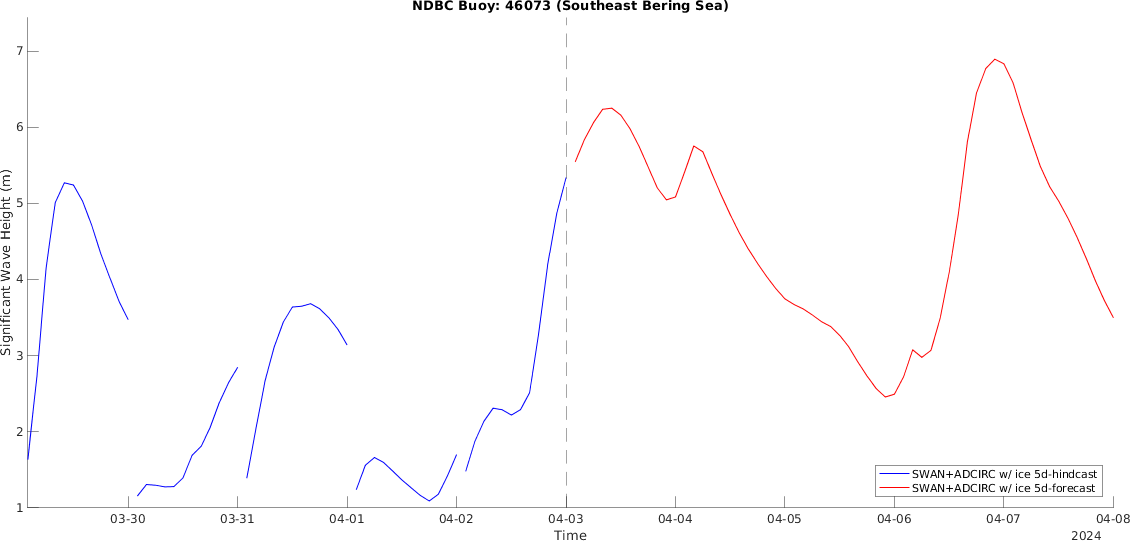 NDBC Buoy: 46073 (Southeast Bering Sea)
7
6
5
4
3
2
1
Significant Wave Height (m)
SWAN+ADCIRC w/ ice 5d-hindcast
SWAN+ADCIRC w/ ice 5d-forecast
03-30 03-31 04-01 04-02 04-03 04-04 04-05 04-06 04-07 04-08
Time
2024